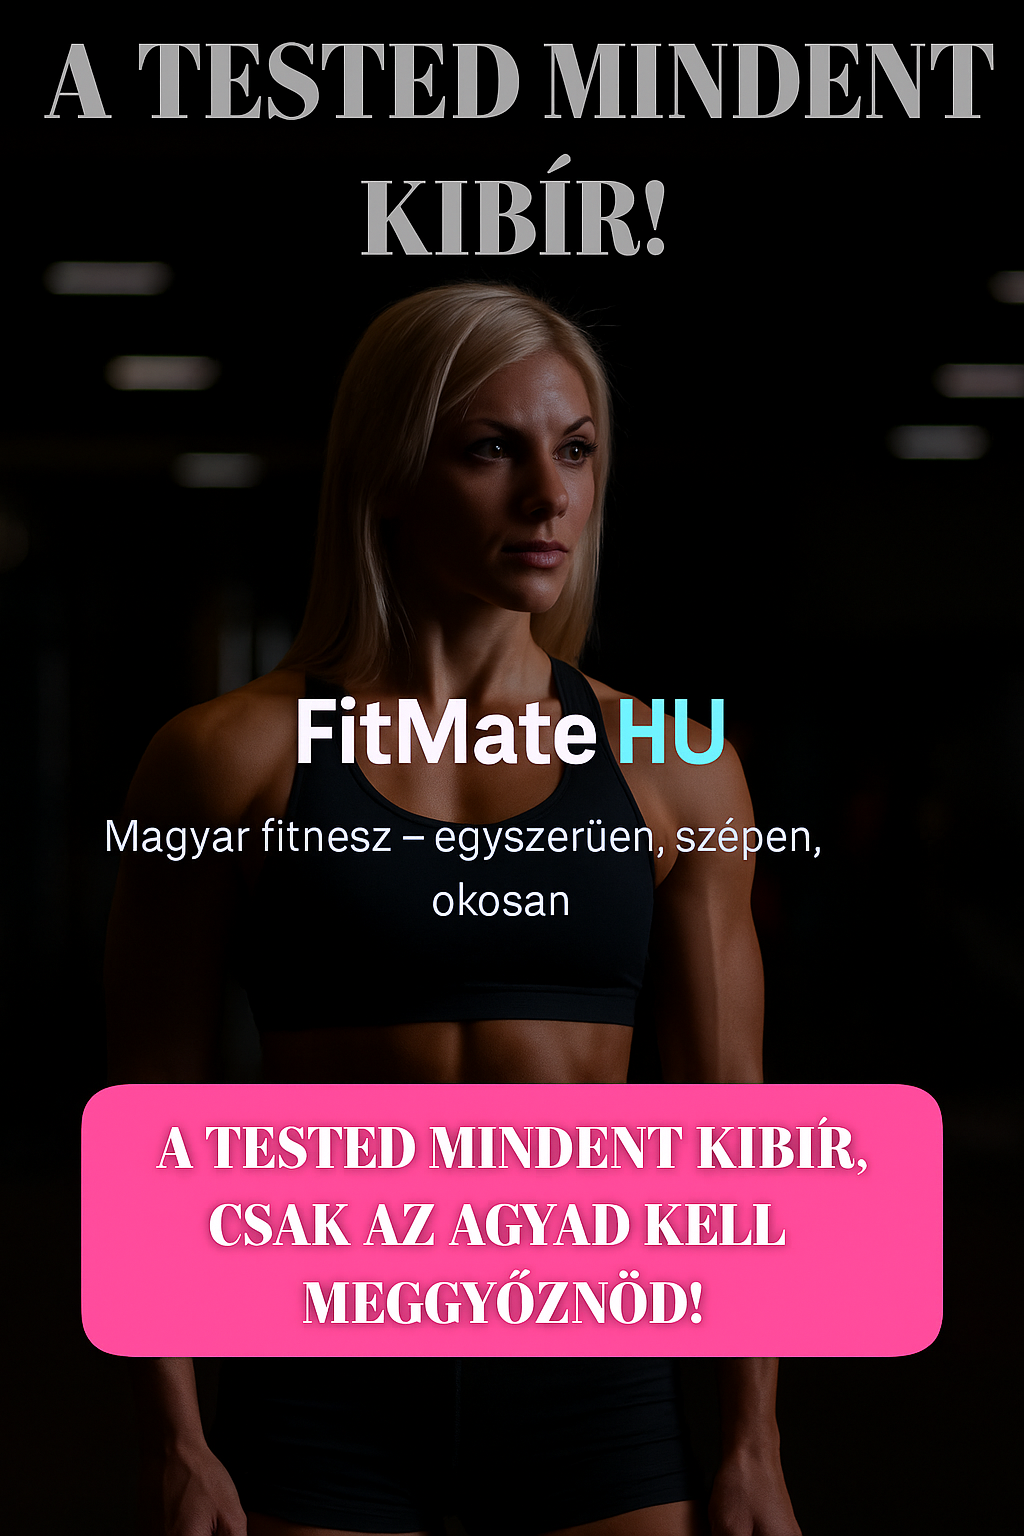 A TESTED MINDENT
KIBÍR!
FitMate HU
Magyar fitnesz – egyszerüen, szépen,
okosan
A TESTED MINDENT KIBÍR,
CSAK AZ AGYAD KELL
MEGGYŐZNÖD!